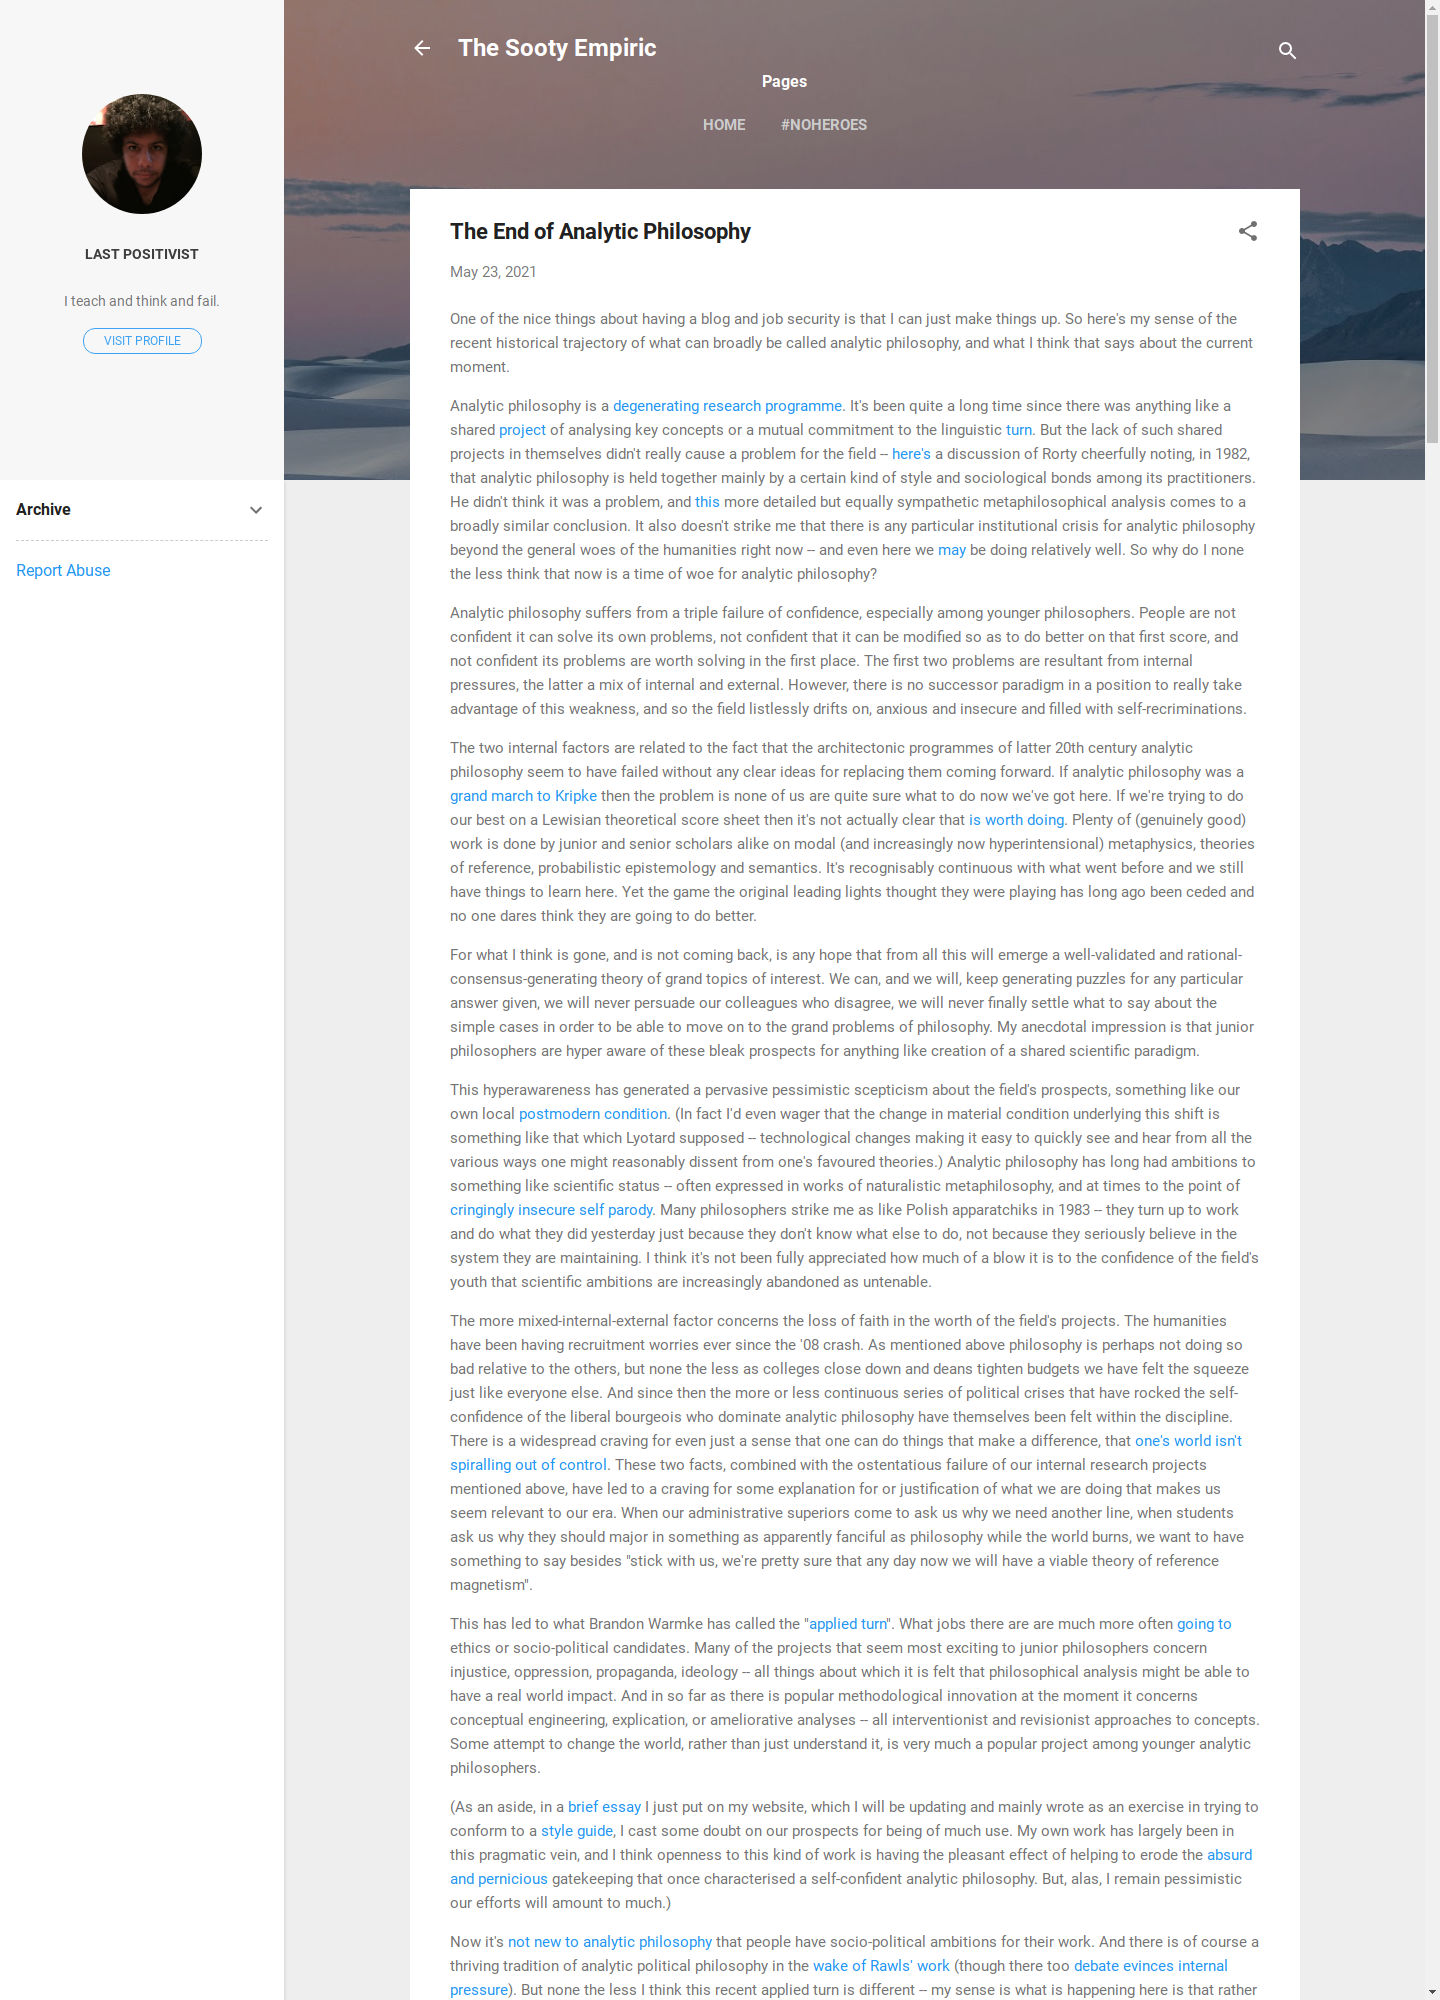 The Sooty Empiric
Pages
HOME #NOHEROES
LAST POSITIVIST
I teach and think and fail.
VISIT PROFILE
Archive
Report Abuse
The End of Analytic Philosophy
May 23, 2021
One of the nice things about having a blog and job security is that I can just make things up. So here's my sense of the
recent historical trajectory of what can broadly be called analytic philosophy, and what I think that says about the current
moment.
Analytic philosophy is a degenerating research programme. It's been quite a long time since there was anything like a
shared project of analysing key concepts or a mutual commitment to the linguistic turn. But the lack of such shared
projects in themselves didn't really cause a problem for the field -- here's a discussion of Rorty cheerfully noting, in 1982,
that analytic philosophy is held together mainly by a certain kind of style and sociological bonds among its practitioners.
He didn't think it was a problem, and this more detailed but equally sympathetic metaphilosophical analysis comes to a
broadly similar conclusion. It also doesn't strike me that there is any particular institutional crisis for analytic philosophy
beyond the general woes of the humanities right now -- and even here we may be doing relatively well. So why do I none
the less think that now is a time of woe for analytic philosophy?
Analytic philosophy suffers from a triple failure of confidence, especially among younger philosophers. People are not
confident it can solve its own problems, not confident that it can be modified so as to do better on that first score, and
not confident its problems are worth solving in the first place. The first two problems are resultant from internal
pressures, the latter a mix of internal and external. However, there is no successor paradigm in a position to really take
advantage of this weakness, and so the field listlessly drifts on, anxious and insecure and filled with self-recriminations.
The two internal factors are related to the fact that the architectonic programmes of latter 20th century analytic
philosophy seem to have failed without any clear ideas for replacing them coming forward. If analytic philosophy was a
grand march to Kripke then the problem is none of us are quite sure what to do now we've got here. If we're trying to do
our best on a Lewisian theoretical score sheet then it's not actually clear that is worth doing. Plenty of (genuinely good)
work is done by junior and senior scholars alike on modal (and increasingly now hyperintensional) metaphysics, theories
of reference, probabilistic epistemology and semantics. It's recognisably continuous with what went before and we still
have things to learn here. Yet the game the original leading lights thought they were playing has long ago been ceded and
no one dares think they are going to do better.
For what I think is gone, and is not coming back, is any hope that from all this will emerge a well-validated and rational-
consensus-generating theory of grand topics of interest. We can, and we will, keep generating puzzles for any particular
answer given, we will never persuade our colleagues who disagree, we will never finally settle what to say about the
simple cases in order to be able to move on to the grand problems of philosophy. My anecdotal impression is that junior
philosophers are hyper aware of these bleak prospects for anything like creation of a shared scientific paradigm.
This hyperawareness has generated a pervasive pessimistic scepticism about the field's prospects, something like our
own local postmodern condition. (In fact I'd even wager that the change in material condition underlying this shift is
something like that which Lyotard supposed -- technological changes making it easy to quickly see and hear from all the
various ways one might reasonably dissent from one's favoured theories.) Analytic philosophy has long had ambitions to
something like scientific status -- often expressed in works of naturalistic metaphilosophy, and at times to the point of
cringingly insecure self parody. Many philosophers strike me as like Polish apparatchiks in 1983 -- they turn up to work
and do what they did yesterday just because they don't know what else to do, not because they seriously believe in the
system they are maintaining. I think it's not been fully appreciated how much of a blow it is to the confidence of the field's
youth that scientific ambitions are increasingly abandoned as untenable.
The more mixed-internal-external factor concerns the loss of faith in the worth of the field's projects. The humanities
have been having recruitment worries ever since the '08 crash. As mentioned above philosophy is perhaps not doing so
bad relative to the others, but none the less as colleges close down and deans tighten budgets we have felt the squeeze
just like everyone else. And since then the more or less continuous series of political crises that have rocked the self-
confidence of the liberal bourgeois who dominate analytic philosophy have themselves been felt within the discipline.
There is a widespread craving for even just a sense that one can do things that make a difference, that one's world isn't
spiralling out of control. These two facts, combined with the ostentatious failure of our internal research projects
mentioned above, have led to a craving for some explanation for or justification of what we are doing that makes us
seem relevant to our era. When our administrative superiors come to ask us why we need another line, when students
ask us why they should major in something as apparently fanciful as philosophy while the world burns, we want to have
something to say besides "stick with us, we're pretty sure that any day now we will have a viable theory of reference
magnetism".
This has led to what Brandon Warmke has called the "applied turn". What jobs there are are much more often going to
ethics or socio-political candidates. Many of the projects that seem most exciting to junior philosophers concern
injustice, oppression, propaganda, ideology -- all things about which it is felt that philosophical analysis might be able to
have a real world impact. And in so far as there is popular methodological innovation at the moment it concerns
conceptual engineering, explication, or ameliorative analyses -- all interventionist and revisionist approaches to concepts.
Some attempt to change the world, rather than just understand it, is very much a popular project among younger analytic
philosophers.
(As an aside, in a brief essay I just put on my website, which I will be updating and mainly wrote as an exercise in trying to
conform to a style guide, I cast some doubt on our prospects for being of much use. My own work has largely been in
this pragmatic vein, and I think openness to this kind of work is having the pleasant effect of helping to erode the absurd
and pernicious gatekeeping that once characterised a self-confident analytic philosophy. But, alas, I remain pessimistic
our efforts will amount to much.)
Now it's not new to analytic philosophy that people have socio-political ambitions for their work. And there is of course a
thriving tradition of analytic political philosophy in the wake of Rawls' work (though there too debate evinces internal
pressure). But none the less I think this recent applied turn is different -- my sense is what is happening here is that rather